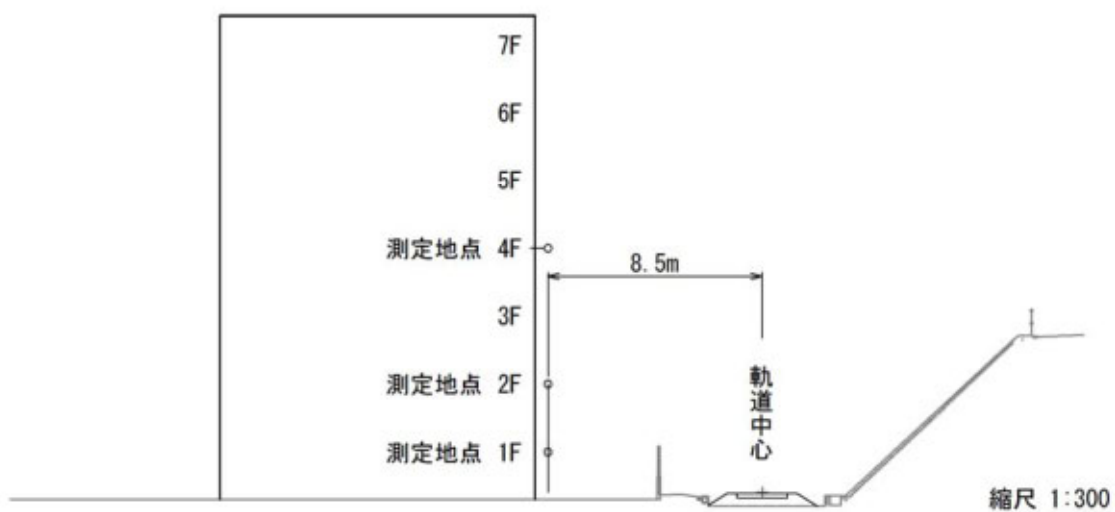 7F
6F
5F
測定地点 4F
8.5m
3F
測定地点 2F
軌道中心
測定地点 1F
縮尺 1:300